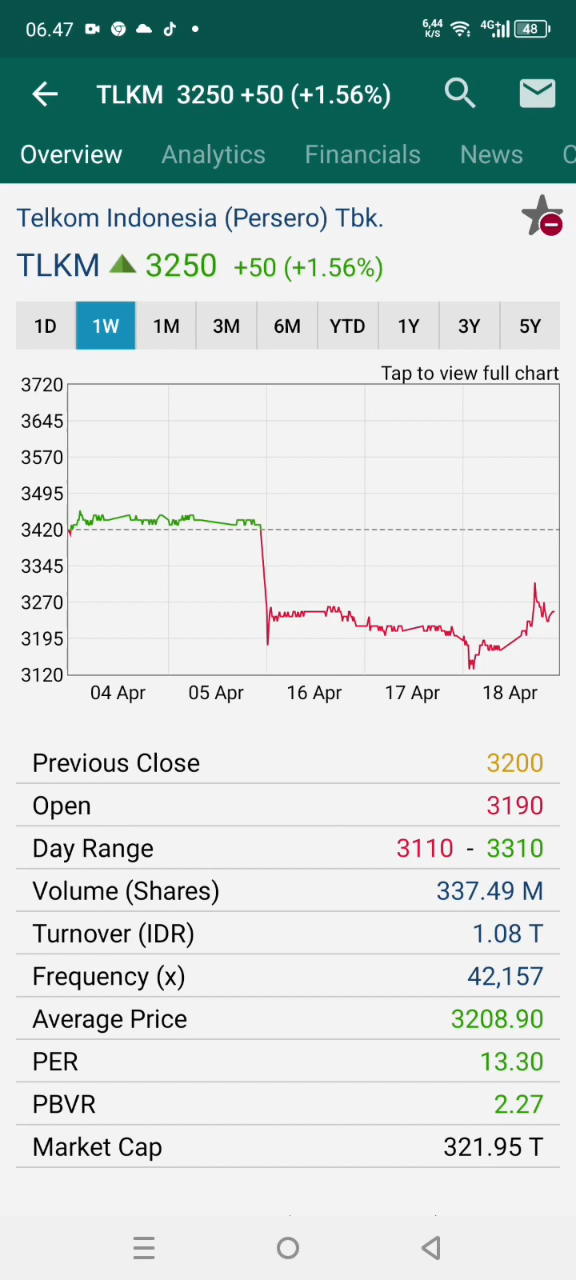 06.47 6,44 K/S 4G+ 48
TLKM 3250 +50 (+1.56%)
Overview Analytics Financials News C
Telkom Indonesia (Persero) Tbk.
TLKM 3250 +50 (+1.56%)
1D 1W 1M 3M 6M YTD 1Y 3Y 5Y
Tap to view full chart
3720
3645
3570
3495
3420
3345
3270
3195
3120
04 Apr 05 Apr 16 Apr 17 Apr 18 Apr
Previous Close 3200
Open 3190
Day Range 3110 - 3310
Volume (Shares) 337.49 M
Turnover (IDR) 1.08 T
Frequency (x) 42,157
Average Price 3208.90
PER 13.30
PBVR 2.27
Market Cap 321.95 T